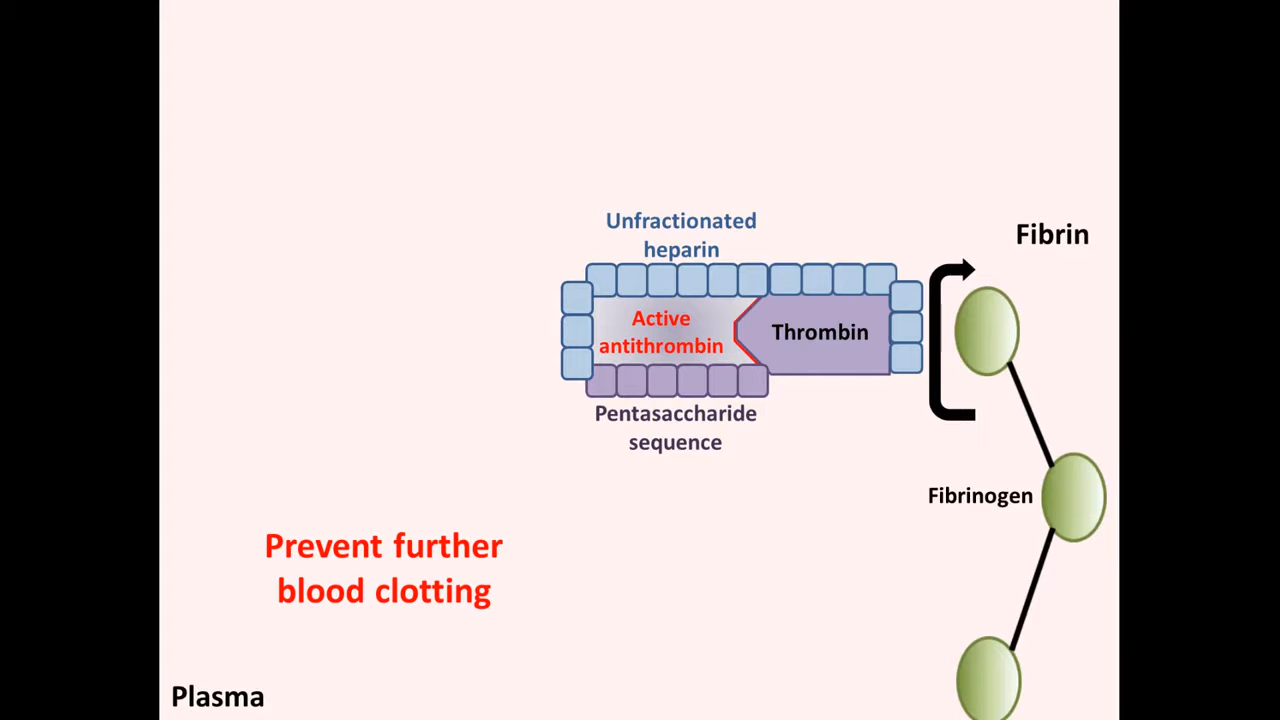 Unfractionated
heparin
Fibrin
Active
antithrombin
Thrombin
Pentasaccharide
sequence
Fibrinogen
Prevent further
blood clotting
Plasma